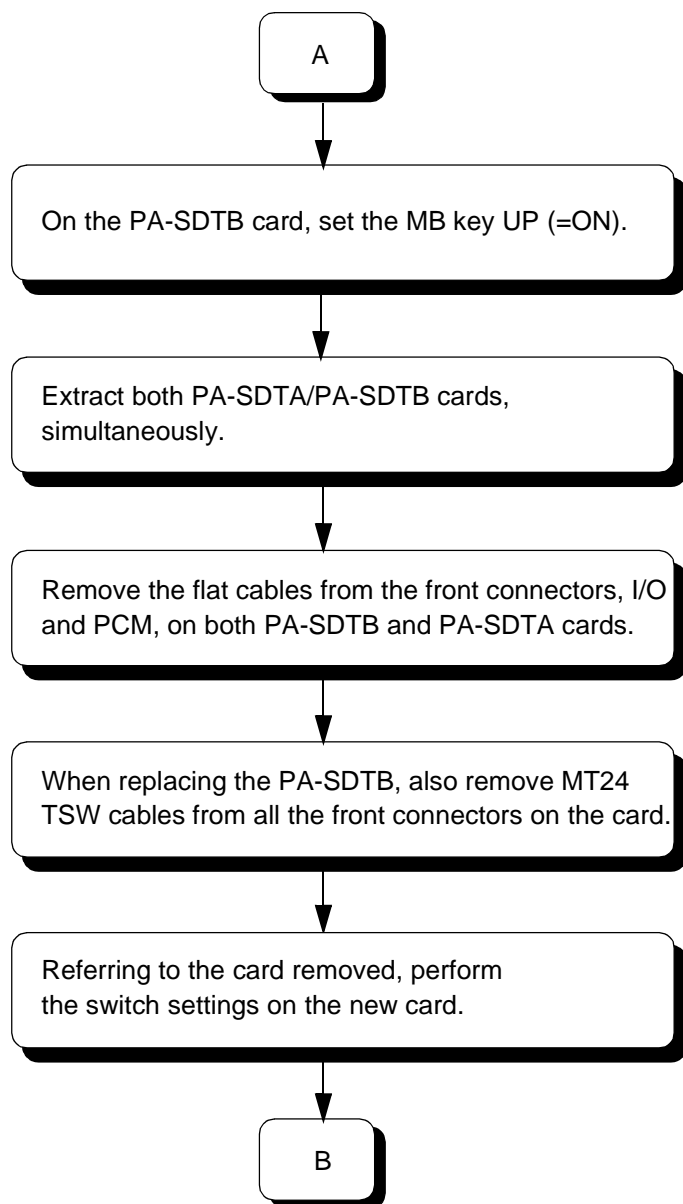 A
On the PA-SDTB card, set the MB key UP (=ON).
Extract both PA-SDTA/PA-SDTB cards,
simultaneously.
Remove the flat cables from the front connectors, I/O
and PCM, on both PA-SDTB and PA-SDTA cards.
When replacing the PA-SDTB, also remove MT24
TSW cables from all the front connectors on the card.
Referring to the card removed, perform
the switch settings on the new card.
B